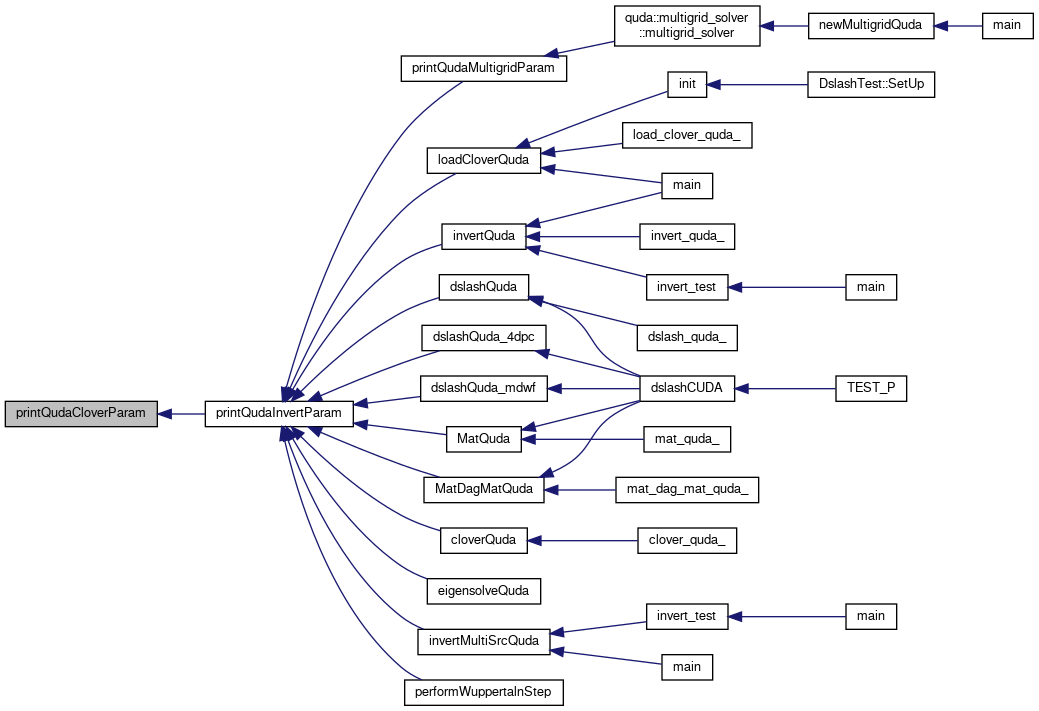 quda::multigrid_solver
::multigrid_solver
newMultigridQuda
main
printQudaMultigridParam
init
DslashTest::SetUp
load_clover_quda_
loadCloverQuda
main
invertQuda
invert_quda_
dslashQuda
invert_test
main
dslashQuda_4dpc
dslash_quda_
dslashQuda_mdwf
dslashCUDA
TEST_P
printQudaCloverParam
printQudaInvertParam
MatQuda
mat_quda_
MatDagMatQuda
mat_dag_mat_quda_
cloverQuda
clover_quda_
eigensolveQuda
invert_test
main
invertMultiSrcQuda
main
performWuppertalnStep